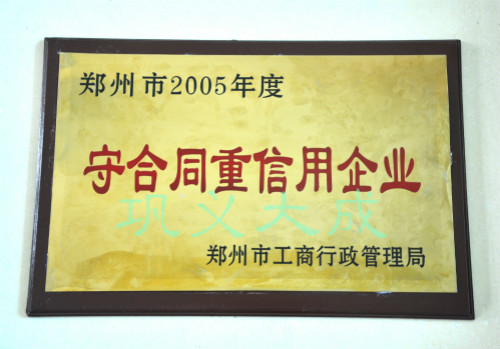 郑州市2005年度
守合同重信用企业
巩义大成
郑州市工商行政管理局